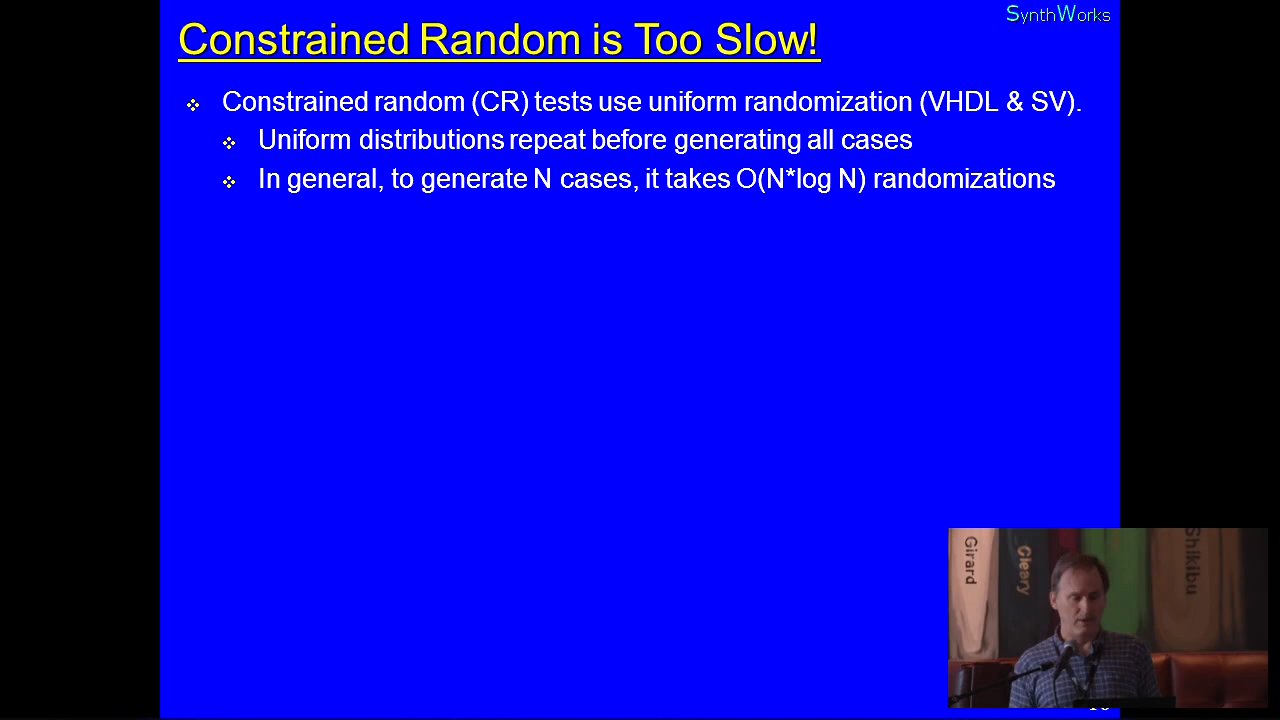 SynthWorks
Constrained Random is Too Slow!
Constrained random (CR) tests use uniform randomization (VHDL & SV).
Uniform distributions repeat before generating all cases
In general, to generate N cases, it takes O(N*log N) randomizations
Girard
Cleary
Shikibu